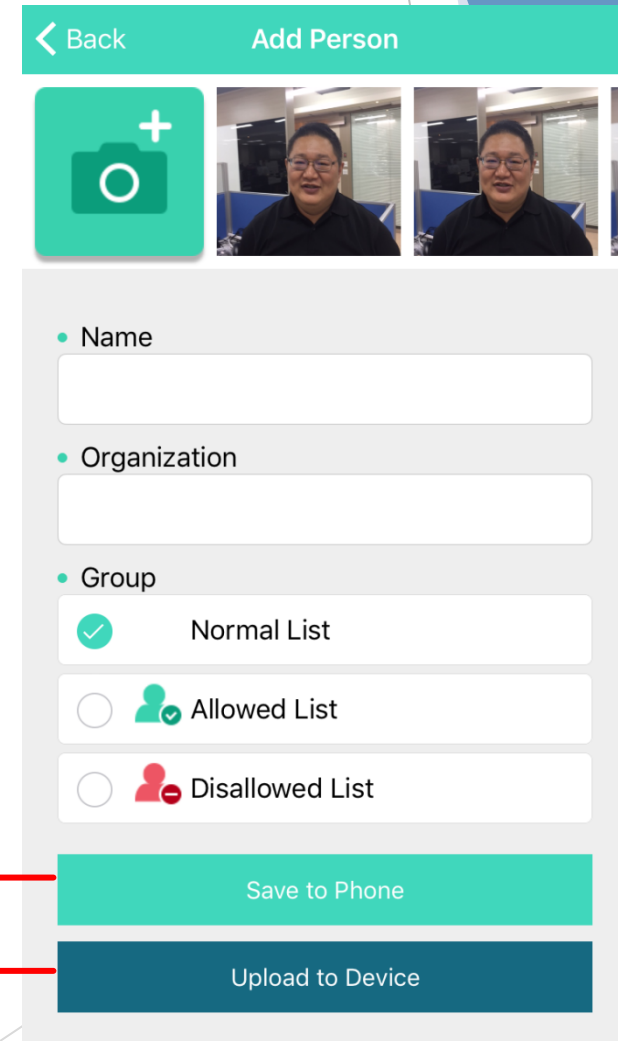 Back
Add Person
Name
Organization
Group
Normal List
Allowed List
Disallowed List
Save to Phone
Upload to Device